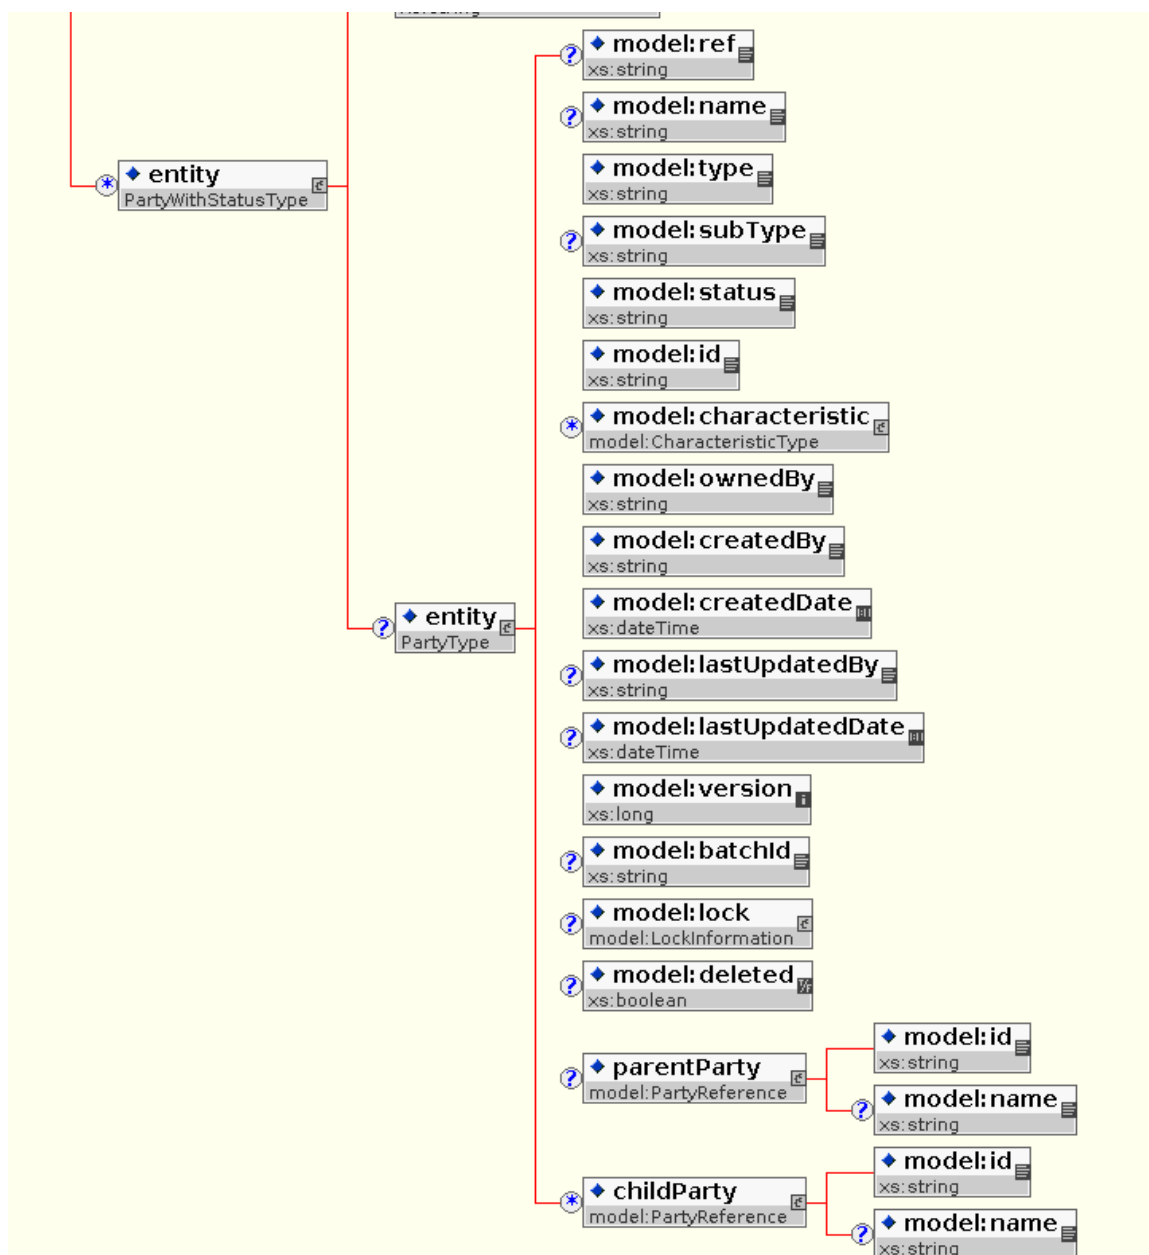 model:ref
xs:string
model:name
xs:string
model:type
xs:string
entity
PartyWithStatusType
model:subType
xs:string
model:status
xs:string
model:id
xs:string
model:characteristic
model:CharacteristicType
model:ownedBy
xs:string
model:createdBy
xs:string
model:createdDate
xs:dateTime
entity
PartyType
model:lastUpdatedBy
xs:string
model:lastUpdatedDate
xs:dateTime
model:version
xs:long
model:batchId
xs:string
model:lock
model:LockInformation
model:deleted
xs:boolean
parentParty
model:PartyReference
model:id
xs:string
model:name
xs:string
childParty
model:PartyReference
model:id
xs:string
model:name
xs:string